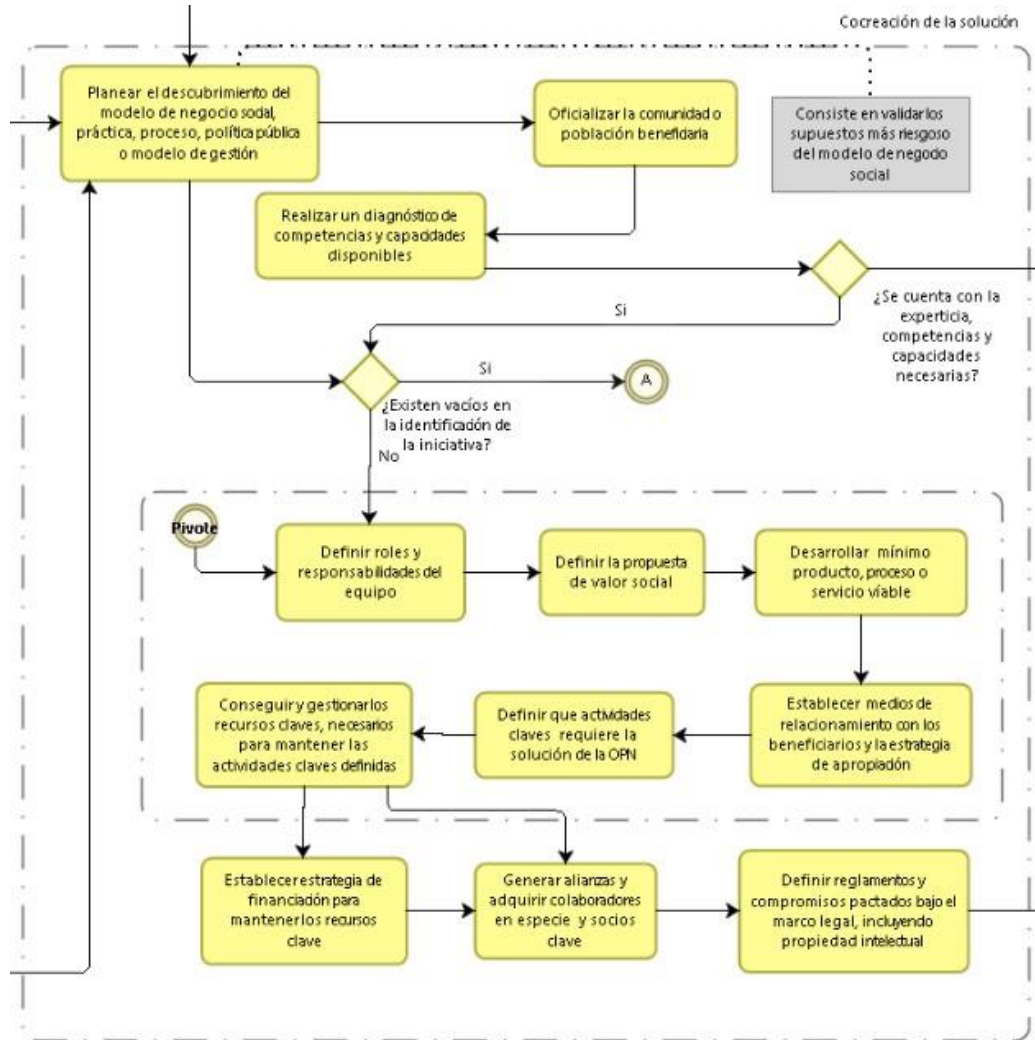 Cocreación de la solución
Planear el descubrimiento del
modelo de negocio social,
práctica, proceso, política pública
o modelo de gestión
Oficializar la comunidad o
población beneficiaria
Consiste en validar los
supuestos más riesgoso
del modelo de negocio
social
Realizar un diagnóstico de
competencias y capacidades
disponibles
¿Se cuenta con la
experticia,
competencias y
capacidades
necesarias?
Si
Si
A
¿Existen vacíos en
la identificación de
la iniciativa?
No
Pivote
Definir roles y
responsabilidades del
equipo
Definir la propuesta
de valor social
Desarrollar mínimo
producto, proceso o
servicio víable
Conseguir y gestionar los
recursos claves, necesarios
para mantener las
actividades claves definidas
Definir que actividades
claves requiere la
solución de la OPN
Establecer medios de
relacionamiento con los
beneficiarios y la estrategia
de apropiación
Establecer estrategia de
financiación para
mantener los recursos
clave
Generar alianzas y
adquirir colaboradores
en especie y socios
clave
Definir reglamentos y
compromisos pactados bajo el
marco legal, incluyendo
propiedad intelectual